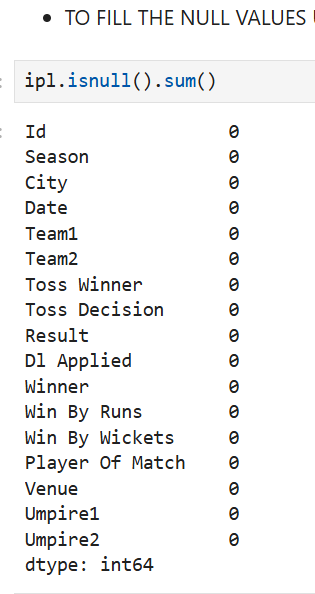 • TO FILL THE NULL VALUES
ipl.isnull().sum()
Id 0
Season 0
City 0
Date 0
Team1 0
Team2 0
Toss Winner 0
Toss Decision 0
Result 0
Dl Applied 0
Winner 0
Win By Runs 0
Win By Wickets 0
Player Of Match 0
Venue 0
Umpire1 0
Umpire2 0
dtype: int64